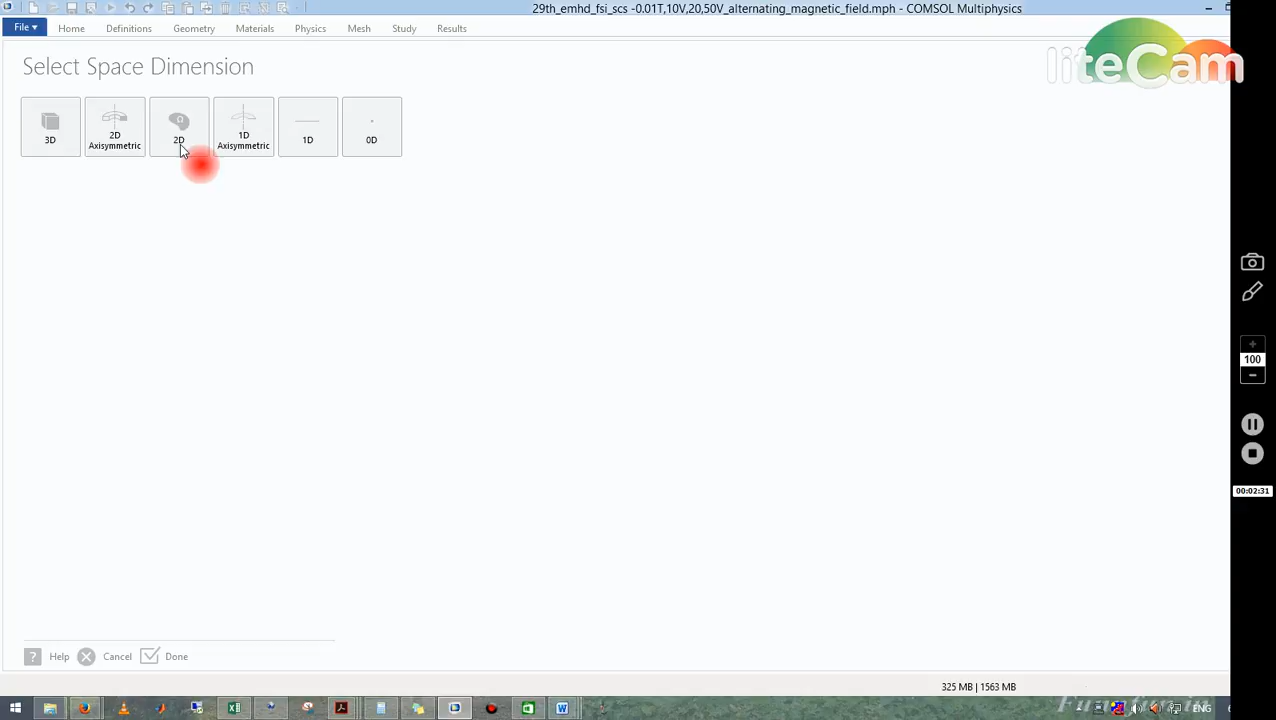 29th_emhd_fsi_scs -0.01T,10V,20,50V_alternating_magnetic_field.mph - COMSOL Multiphysics
File Home Definitions Geometry Materials Physics Mesh Study Results
liteCam
Select Space Dimension
3D
2D Axisymmetric
2D
1D Axisymmetric
1D
0D
100
00:02:31
Help Cancel Done
325 MB | 1563 MB
ENG